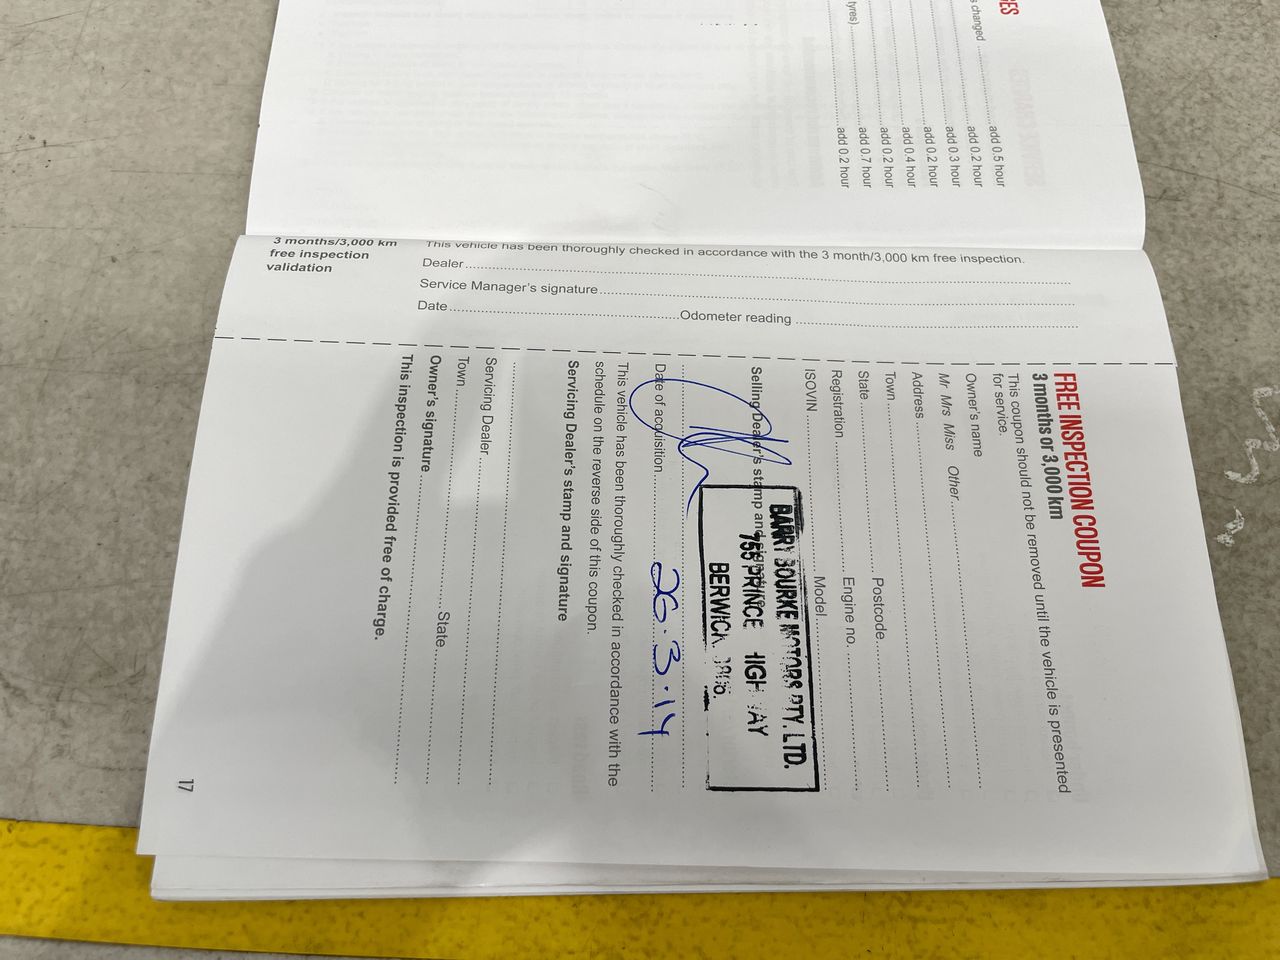 GES
s changed ........ add 0.5 hour
add 0.2 hour
add 0.3 hour
add 0.2 hour
add 0.4 hour
add 0.2 hour
tyres) ........ add 0.7 hour
add 0.2 hour
3 months/3,000 km
free inspection
validation
This vehicle has been thoroughly checked in accordance with the 3 month/3,000 km free inspection.
Dealer
Service Manager's signature
Date ........ Odometer reading
FREE INSPECTION COUPON
3 months or 3,000 km
This coupon should not be removed until the vehicle is presented
for service.
Owner's name
Mr Mrs Miss Other
Address
Town ........ Postcode
State ........ Engine no.
Registration ........ Model
ISOVIN
Selling Dealer's stamp and signature
BARRY BOURKE MOTORS PTY. LTD.
755 PRINCE HIGHWAY
BERWICK
Date of acquisition 26.3.14
This vehicle has been thoroughly checked in accordance with the
schedule on the reverse side of this coupon.
Servicing Dealer's stamp and signature
Servicing Dealer
Town ........ State
Owner's signature
This inspection is provided free of charge.
17